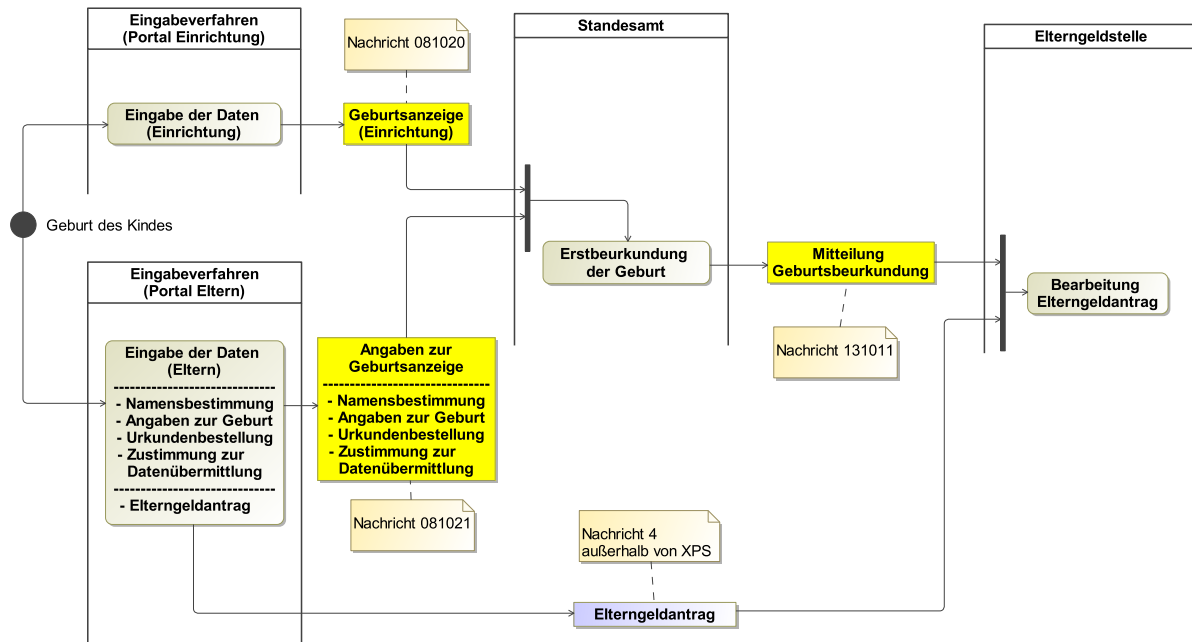 Eingabeverfahren
(Portal Einrichtung)
Nachricht 081020
Standesamt
Elterngeldstelle
Eingabe der Daten
(Einrichtung)
Geburtsanzeige
(Einrichtung)
Geburt des Kindes
Erstbeurkundung
der Geburt
Mitteilung
Geburtsbeurkundung
Bearbeitung
Elterngeldantrag
Nachricht 131011
Eingabeverfahren
(Portal Eltern)
Eingabe der Daten
(Eltern)
------------------------------
- Namensbestimmung
- Angaben zur Geburt
- Urkundenbestellung
- Zustimmung zur
Datenübermittlung
------------------------------
- Elterngeldantrag
Angaben zur
Geburtsanzeige
-------------------------------
- Namensbestimmung
- Angaben zur Geburt
- Urkundenbestellung
- Zustimmung zur
Datenübermittlung
Nachricht 081021
Nachricht 4
außerhalb von XPS
Elterngeldantrag